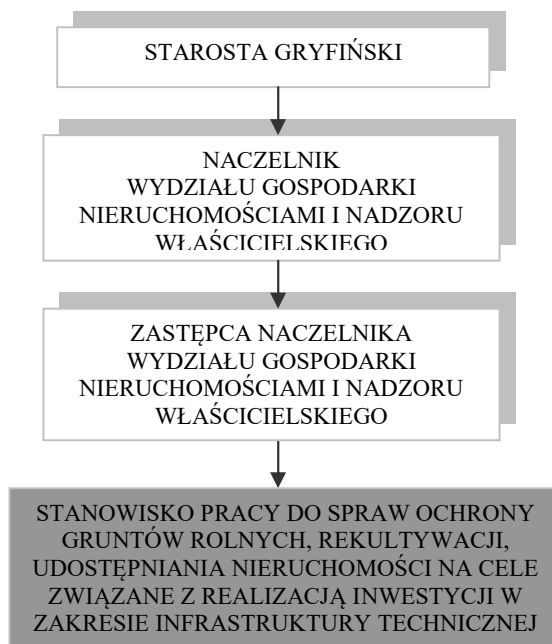 STAROSTA GRYFIŃSKI
NACZELNIK
WYDZIAŁU GOSPODARKI
NIERUCHOMOŚCIAMI I NADZORU
WŁAŚCICIELSKIEGO
ZASTĘPCA NACZELNIKA
WYDZIAŁU GOSPODARKI
NIERUCHOMOŚCIAMI I NADZORU
WŁAŚCICIELSKIEGO
STANOWISKO PRACY DO SPRAW OCHRONY
GRUNTÓW ROLNYCH, REKULTYWACJI,
UDOSTĘPNIANIA NIERUCHOMOŚCI NA CELE
ZWIĄZANE Z REALIZACJĄ INWESTYCJI W
ZAKRESIE INFRASTRUKTURY TECHNICZNEJ